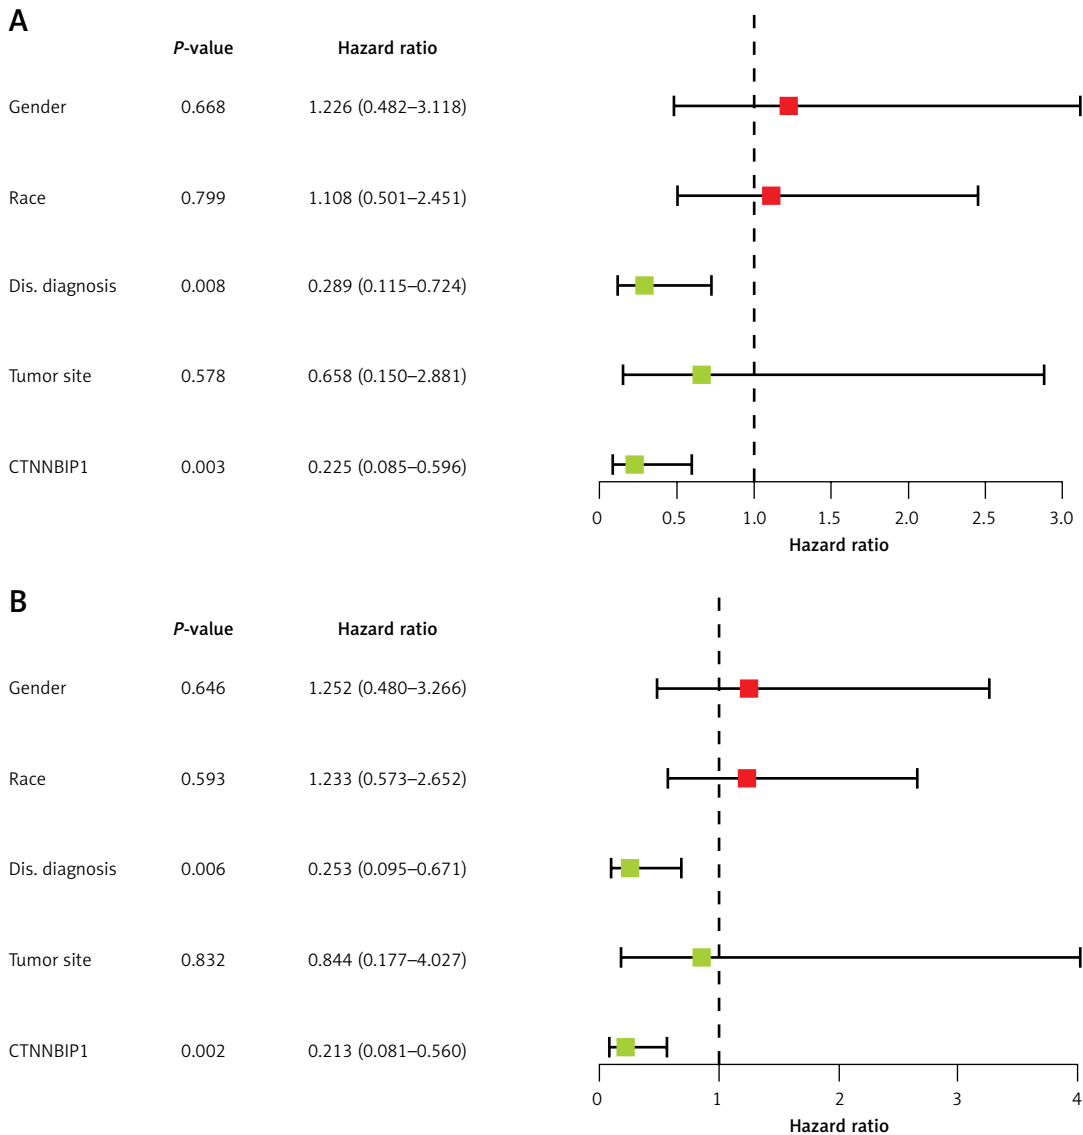 A
P-value Hazard ratio
Gender 0.668 1.226 (0.482–3.118)
Race 0.799 1.108 (0.501–2.451)
Dis. diagnosis 0.008 0.289 (0.115–0.724)
Tumor site 0.578 0.658 (0.150–2.881)
CTNNBIP1 0.003 0.225 (0.085–0.596)
0 0.5 1.0 1.5 2.0 2.5 3.0
Hazard ratio
B
P-value Hazard ratio
Gender 0.646 1.252 (0.480–3.266)
Race 0.593 1.233 (0.573–2.652)
Dis. diagnosis 0.006 0.253 (0.095–0.671)
Tumor site 0.832 0.844 (0.177–4.027)
CTNNBIP1 0.002 0.213 (0.081–0.560)
0 1 2 3 4
Hazard ratio